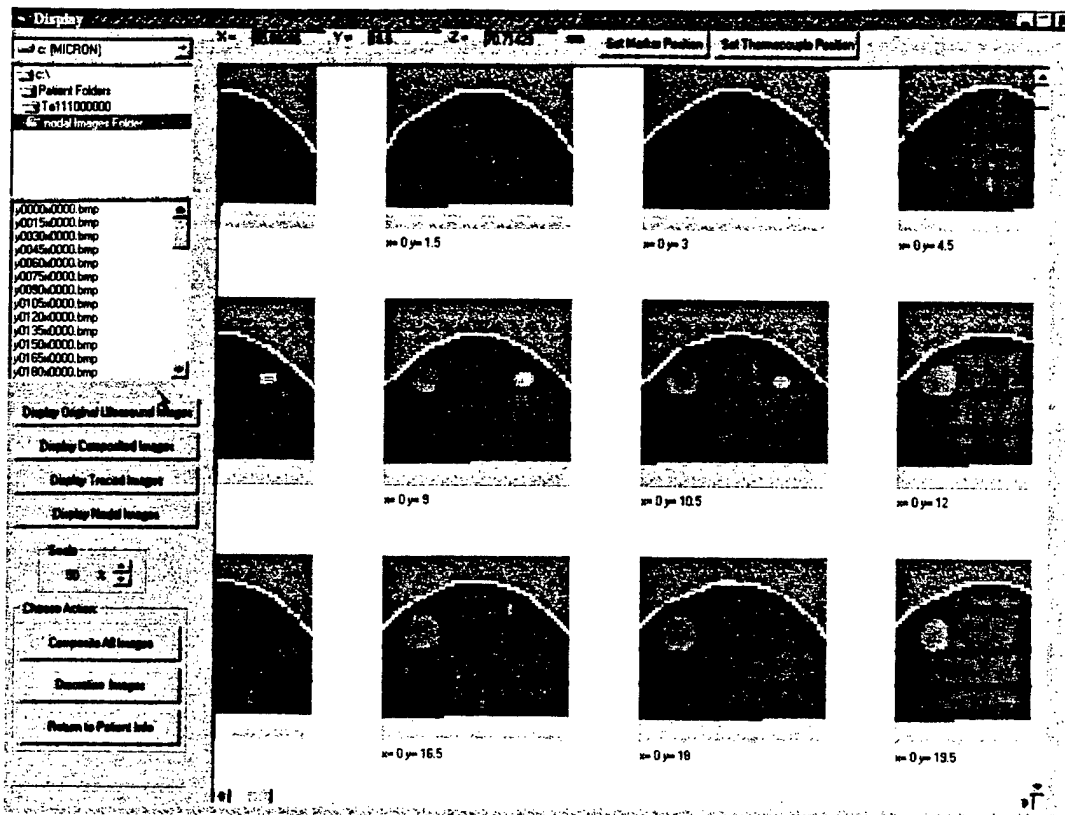 Display
X= Y= Z= Set Marker Position Set Thermocouple Position
c: [MICRON]
c:\
Patient Folders
Te111000000
nodal Images Folder
y0000x0000.bmp
y0015x0000.bmp
y0030x0000.bmp
y0045x0000.bmp
y0060x0000.bmp
y0075x0000.bmp
y0090x0000.bmp
y0105x0000.bmp
y0120x0000.bmp
y0135x0000.bmp
y0150x0000.bmp
y0165x0000.bmp
y0180x0000.bmp
Display Original Ultrasound Images
Display Composited Images
Display Traced Images
Display Nodal Images
Scale
50 %
Choose Action:
Composite All Images
Images
Return to Patient Info
x= 0 y= 1.5
x= 0 y= 3
x= 0 y= 4.5
x= 0 y= 9
x= 0 y= 10.5
x= 0 y= 12
x= 0 y= 16.5
x= 0 y= 18
x= 0 y= 19.5